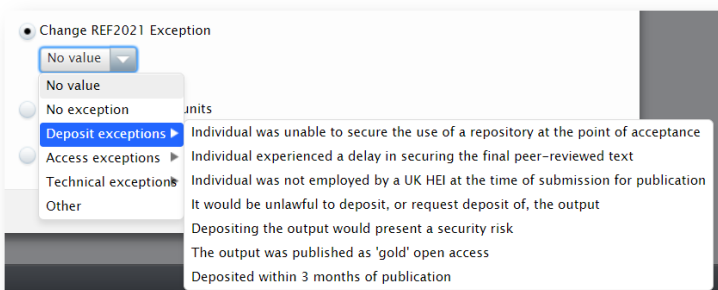 Change REF2021 Exception
No value
No value
No exception
units
Deposit exceptions
Individual was unable to secure the use of a repository at the point of acceptance
Access exceptions
Individual experienced a delay in securing the final peer-reviewed text
Technical exceptions
Individual was not employed by a UK HEI at the time of submission for publication
Other
It would be unlawful to deposit, or request deposit of, the output
Depositing the output would present a security risk
The output was published as 'gold' open access
Deposited within 3 months of publication